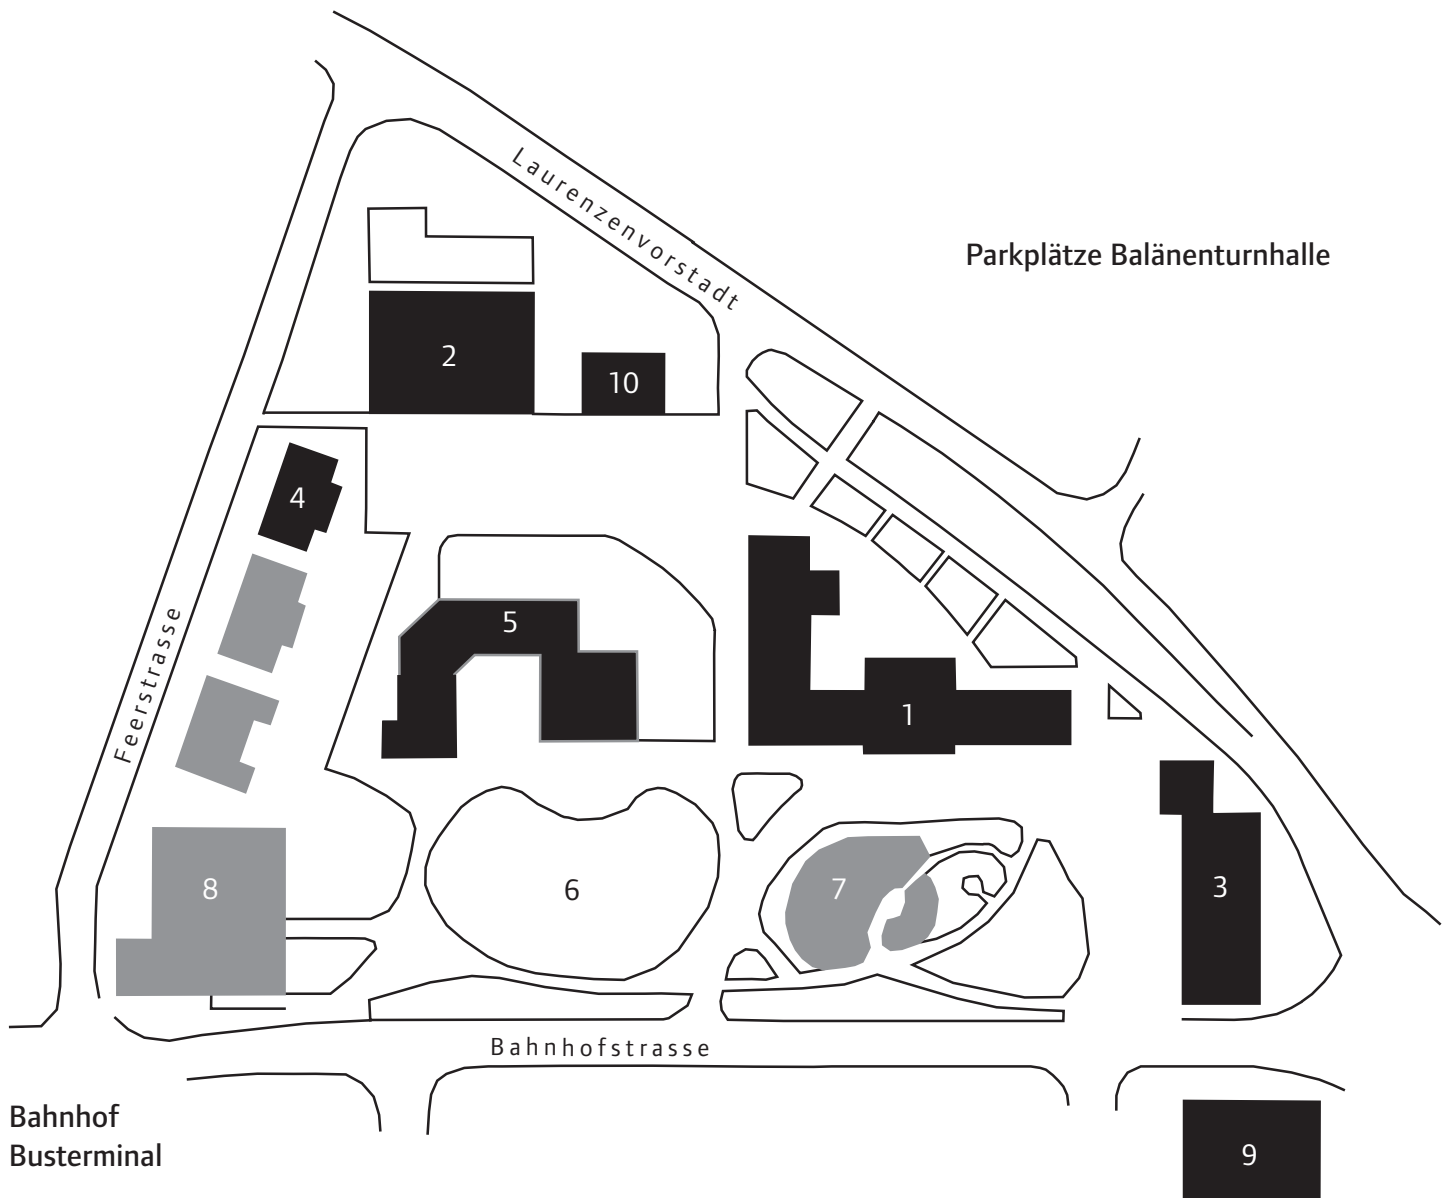 Laurenzenvorstadt
Parkplätze Balänenturnhalle
2
10
4
5
Feerstrasse
1
8
6
7
3
Bahnhofstrasse
Bahnhof
Busterminal
9